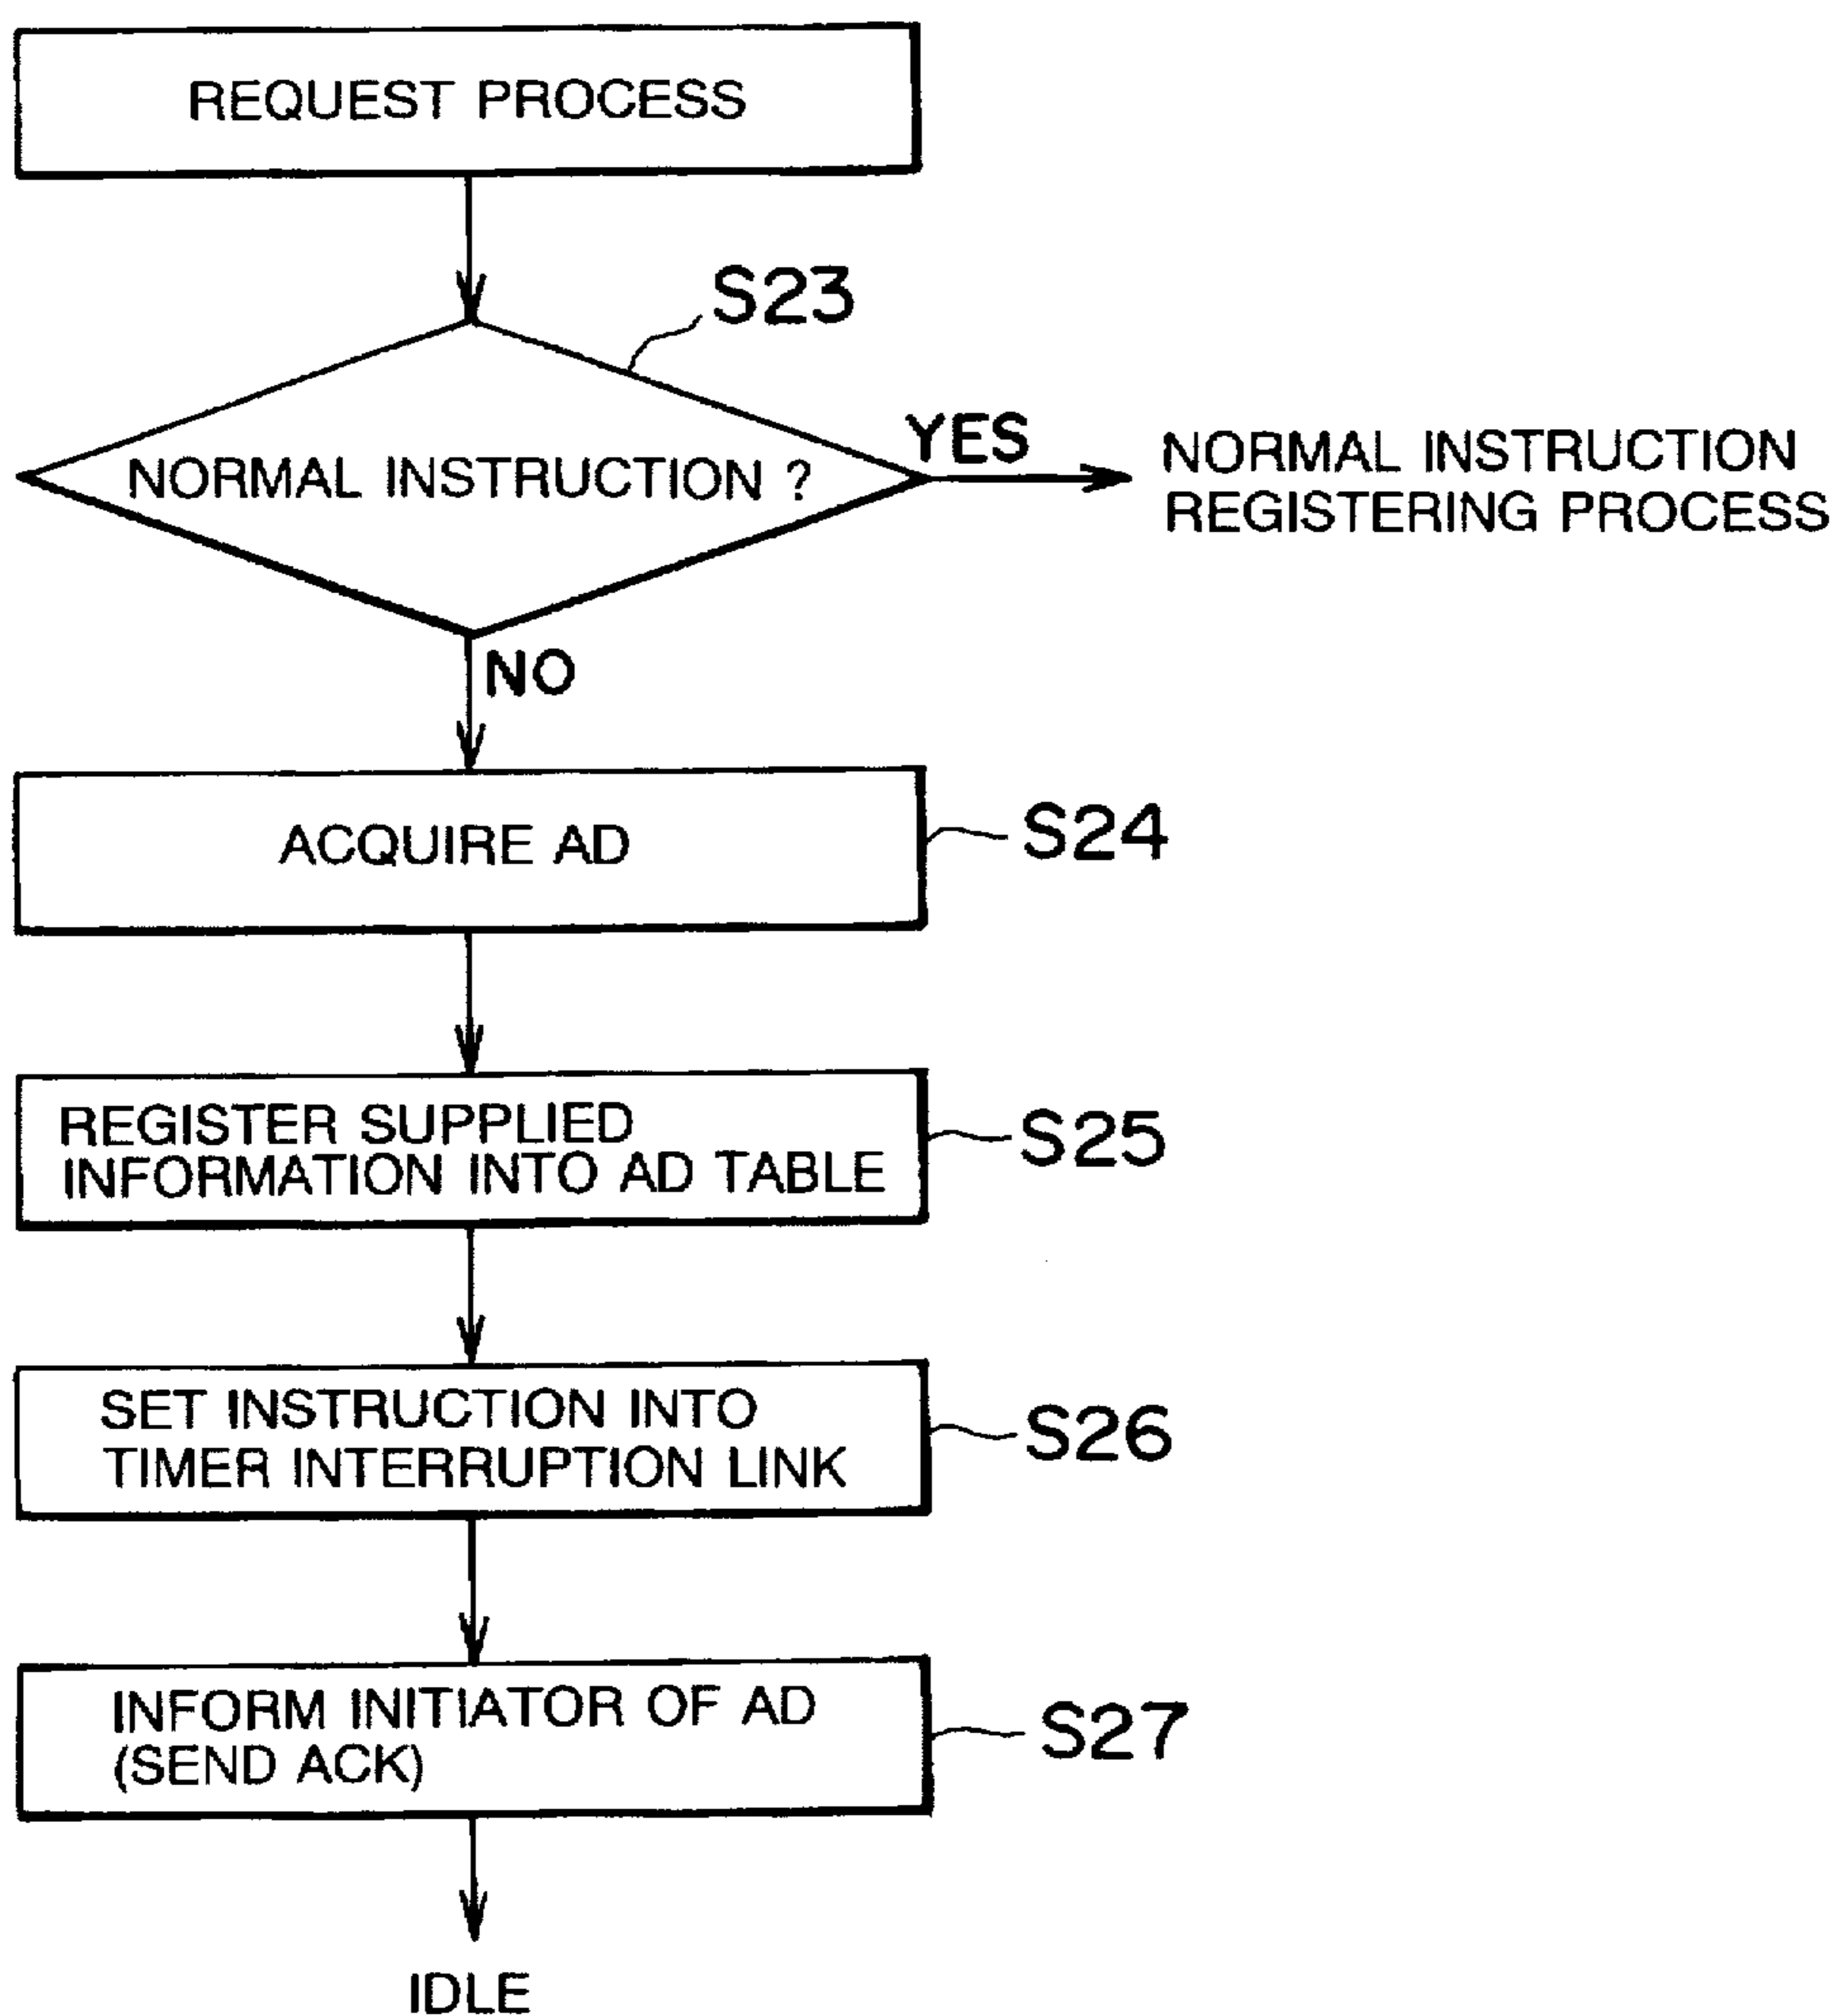 REQUEST PROCESS
S23
NORMAL INSTRUCTION ?
YES
NORMAL INSTRUCTION
REGISTERING PROCESS
NO
ACQUIRE AD
S24
REGISTER SUPPLIED
INFORMATION INTO AD TABLE
S25
SET INSTRUCTION INTO
TIMER INTERRUPTION LINK
S26
INFORM INITIATOR OF AD
(SEND ACK)
S27
IDLE